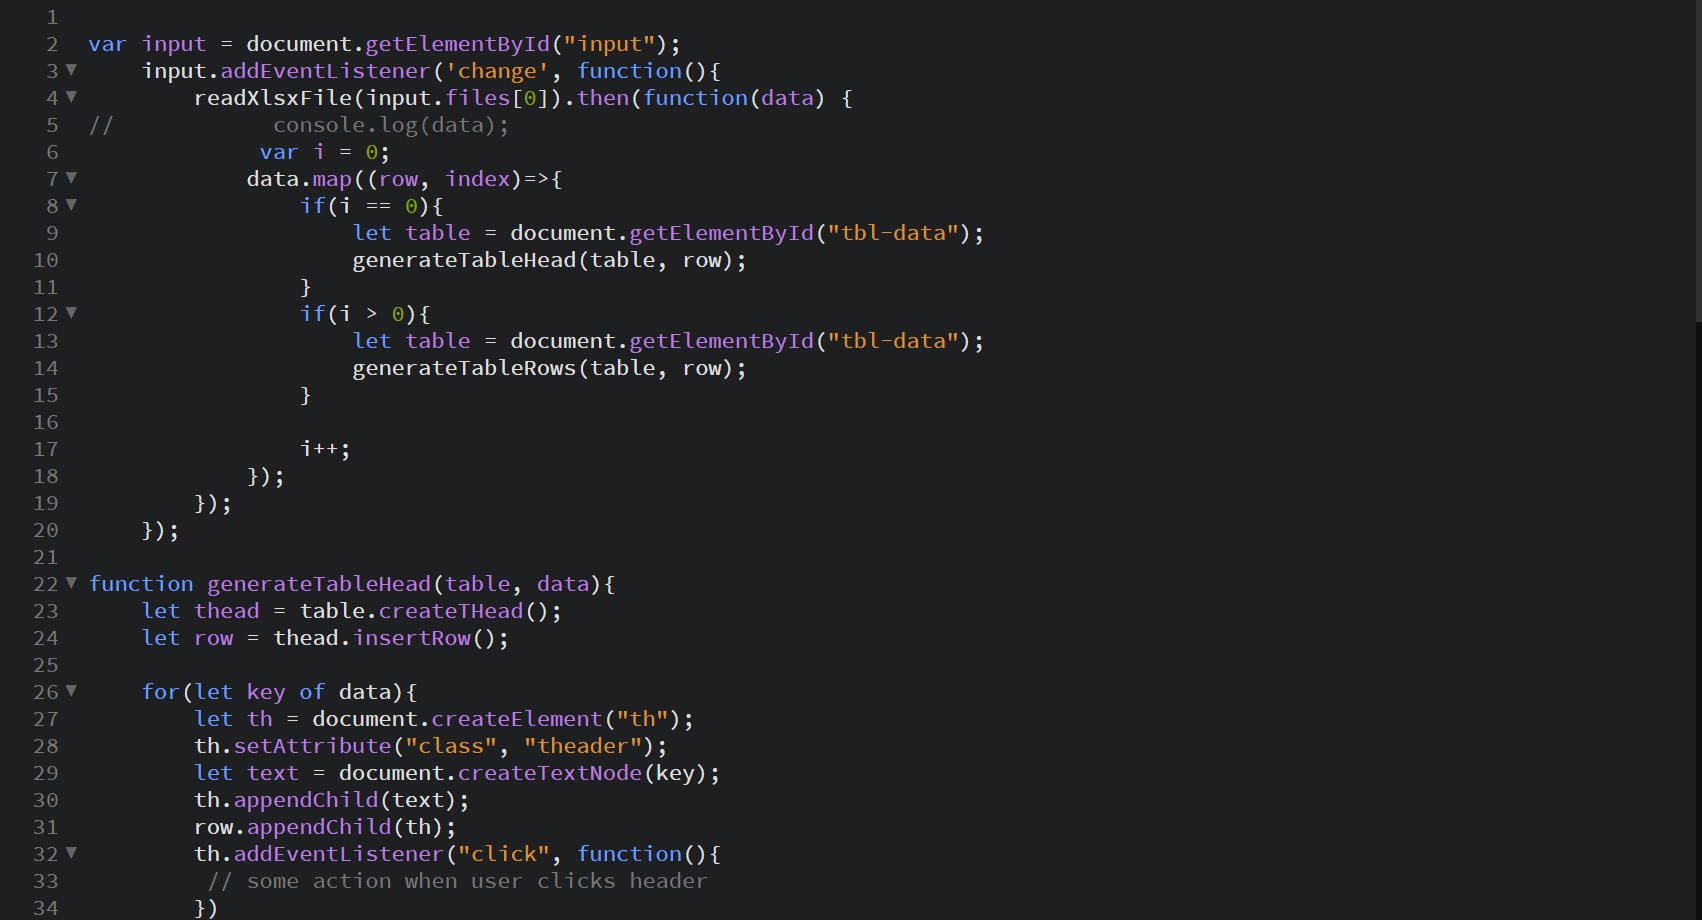 1
2 var input = document.getElementById("input");
3 input.addEventListener('change', function(){
4 readXlsxFile(input.files[0]).then(function(data) {
5 // console.log(data);
6 var i = 0;
7 data.map((row, index)=>{
8 if(i == 0){
9 let table = document.getElementById("tbl-data");
10 generateTableHead(table, row);
11 }
12 if(i > 0){
13 let table = document.getElementById("tbl-data");
14 generateTableRows(table, row);
15 }
16
17 i++;
18 });
19 });
20 });
21
22 function generateTableHead(table, data){
23 let thead = table.createTHead();
24 let row = thead.insertRow();
25
26 for(let key of data){
27 let th = document.createElement("th");
28 th.setAttribute("class", "theader");
29 let text = document.createTextNode(key);
30 th.appendChild(text);
31 row.appendChild(th);
32 th.addEventListener("click", function(){
33 // some action when user clicks header
34 })